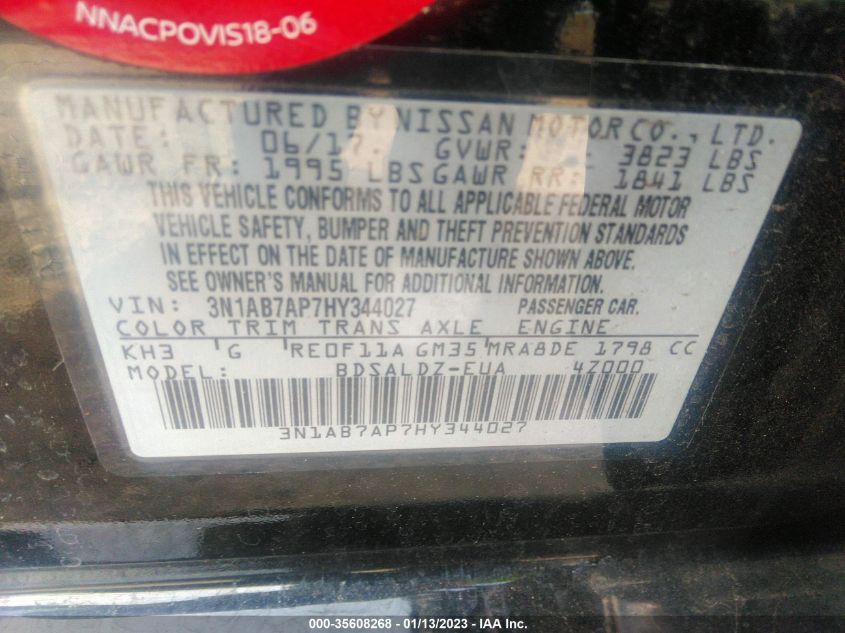 NNACPOVIS18-06
MANUFACTURED BY NISSAN MOTOR CO., LTD.
DATE: 06/17 GVWR: 3823 LBS
GAWR FR: 1995 LBS GAWR RR: 1841 LBS
THIS VEHICLE CONFORMS TO ALL APPLICABLE FEDERAL MOTOR
VEHICLE SAFETY, BUMPER AND THEFT PREVENTION STANDARDS
IN EFFECT ON THE DATE OF MANUFACTURE SHOWN ABOVE.
SEE OWNER'S MANUAL FOR ADDITIONAL INFORMATION.
VIN: 3N1AB7AP7HY344027 PASSENGER CAR.
COLOR TRIM TRANS AXLE ENGINE
KH3 G RE0F11A GM35 MRA8DE 1798 CC
MODEL: BDSALDZ-EUA 4Z000
3N1AB7AP7HY344027
000-35608268 - 01/13/2023 - IAA, Inc.